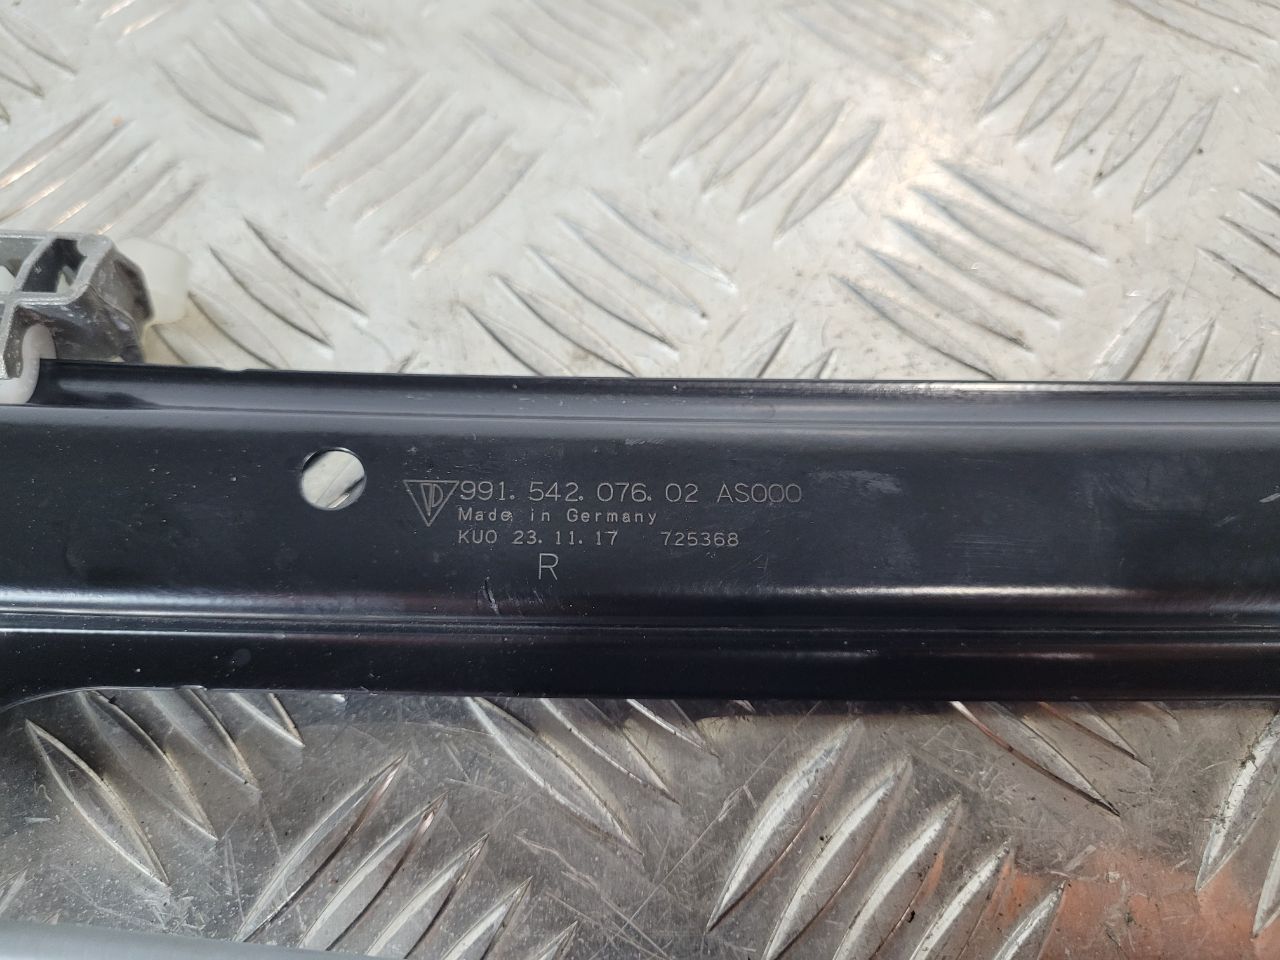 991. 542. 076. 02 AS000
Made in Germany
KUO 23. 11. 17 725368
R